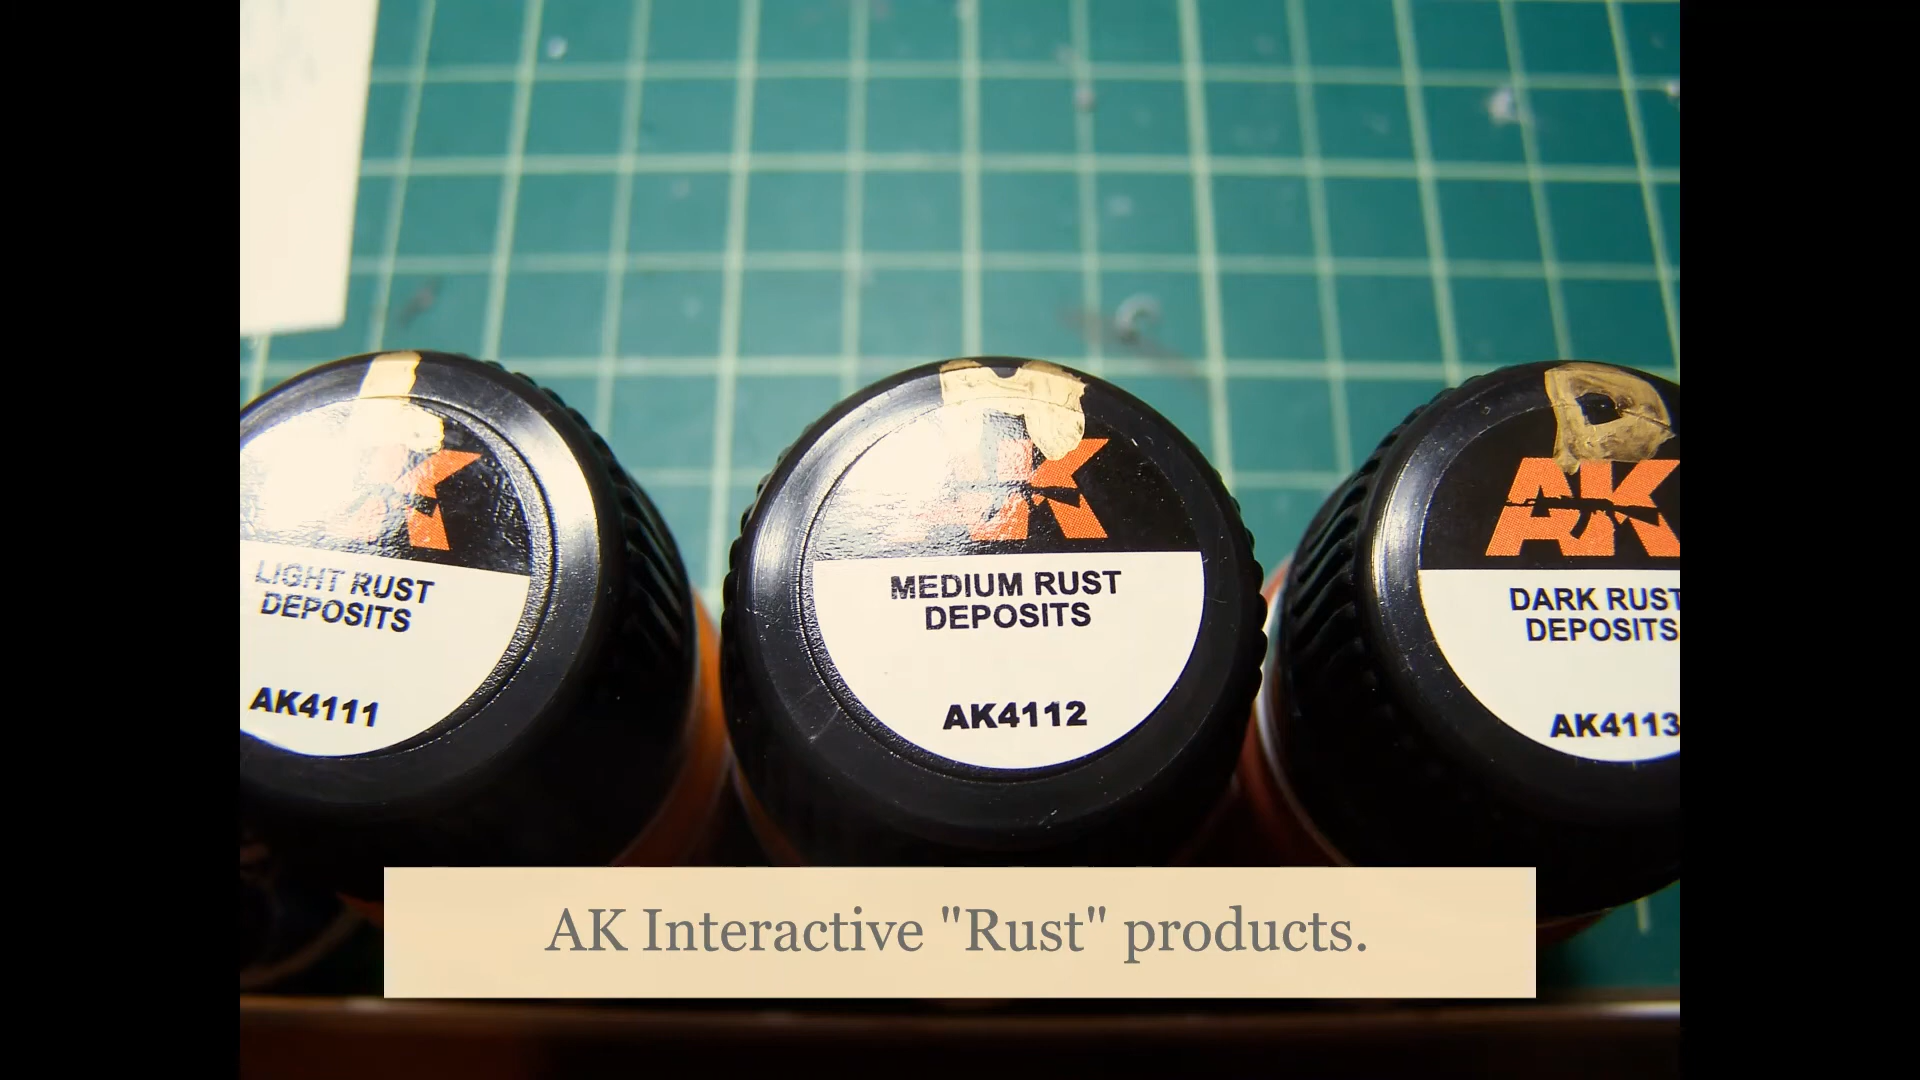 AK
LIGHT RUST
DEPOSITS
AK4111
AK
MEDIUM RUST
DEPOSITS
AK4112
D
AK
DARK RUST
DEPOSITS
AK4113
AK Interactive "Rust" products.